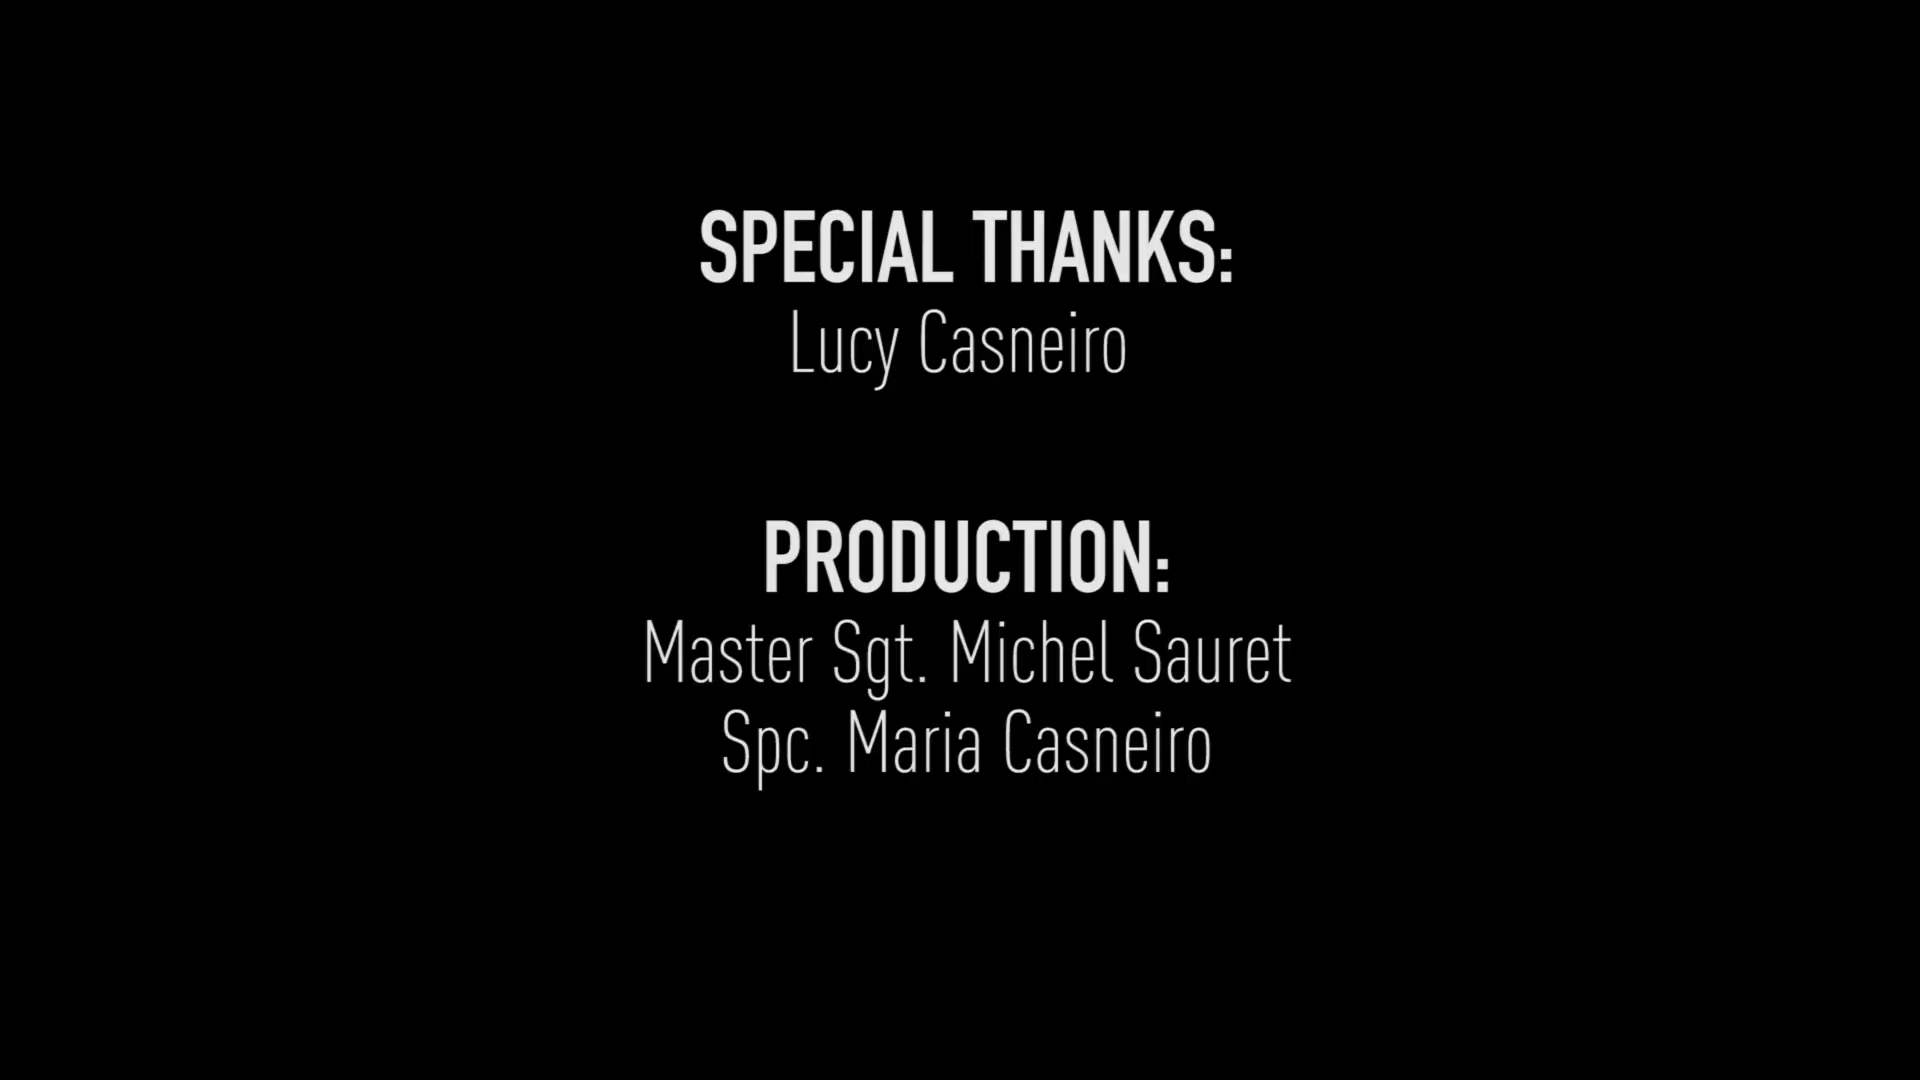 SPECIAL THANKS:
Lucy Casneiro
PRODUCTION:
Master Sgt. Michel Sauret
Spc. Maria Casneiro